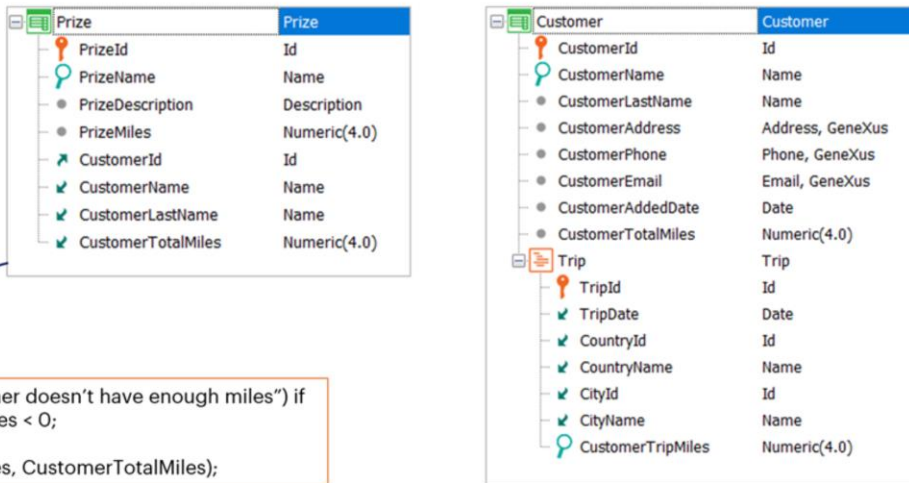 Prize Prize
PrizeId Id
PrizeName Name
PrizeDescription Description
PrizeMiles Numeric(4.0)
CustomerId Id
CustomerName Name
CustomerLastName Name
CustomerTotalMiles Numeric(4.0)
Customer Customer
CustomerId Id
CustomerName Name
CustomerLastName Name
CustomerAddress Address, GeneXus
CustomerPhone Phone, GeneXus
CustomerEmail Email, GeneXus
CustomerAddedDate Date
CustomerTotalMiles Numeric(4.0)
Trip Trip
TripId Id
TripDate Date
CountryId Id
CountryName Name
CityId Id
CityName Name
CustomerTripMiles Numeric(4.0)
er doesn’t have enough miles”) if
es < 0;
s, CustomerTotalMiles);